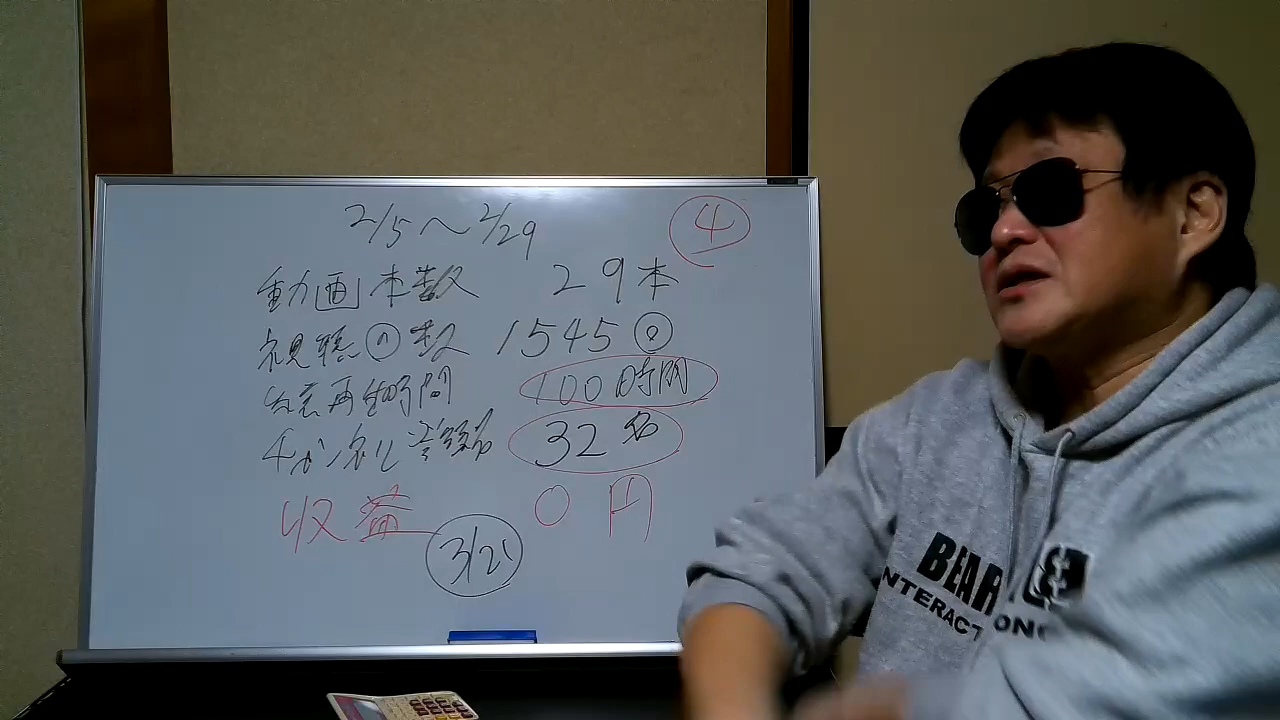 2/5～2/29
④
動画本数 29本
視聴回数 1545回
総再生時間 100時間
チャンネル登録 32名
収益 0円
3/21
BEAR
INTERACT